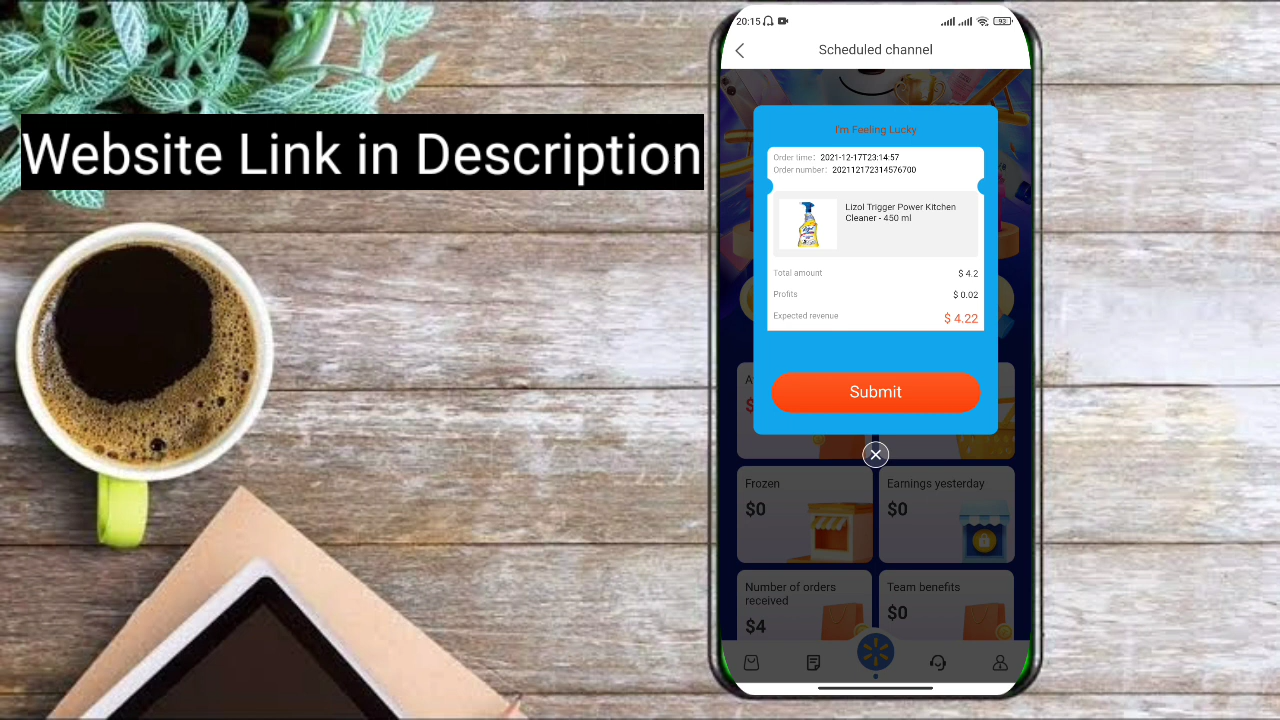 Website Link in Description
20:15
93
Scheduled channel
I'm Feeling Lucky
Order time: 2021-12-17T23:14:57
Order number: 202112172314576700
Lizol Trigger Power Kitchen
Cleaner - 450 ml
Total amount $ 4.2
Profits $ 0.02
Expected revenue $ 4.22
Submit
Frozen
$0
Earnings yesterday
$0
Number of orders
received
$4
Team benefits
$0